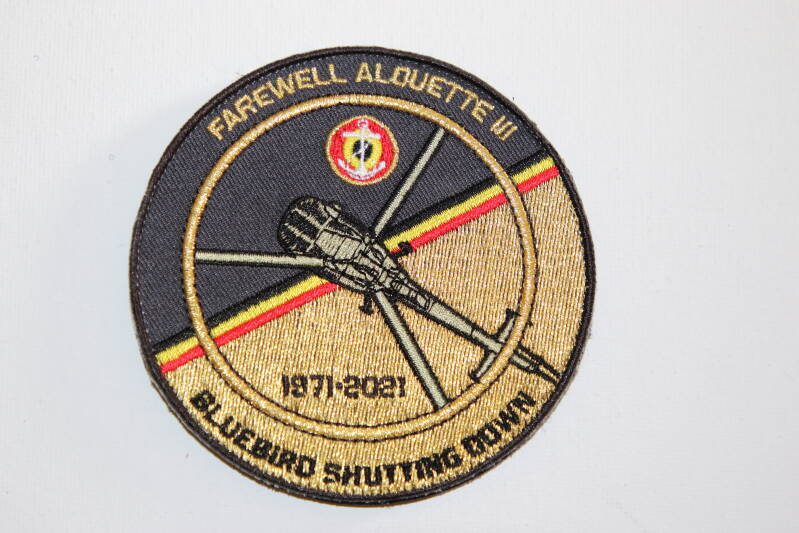 FAREWELL ALOUETTE III
1971-2021
BLUEBIRD SHUTTING DOWN